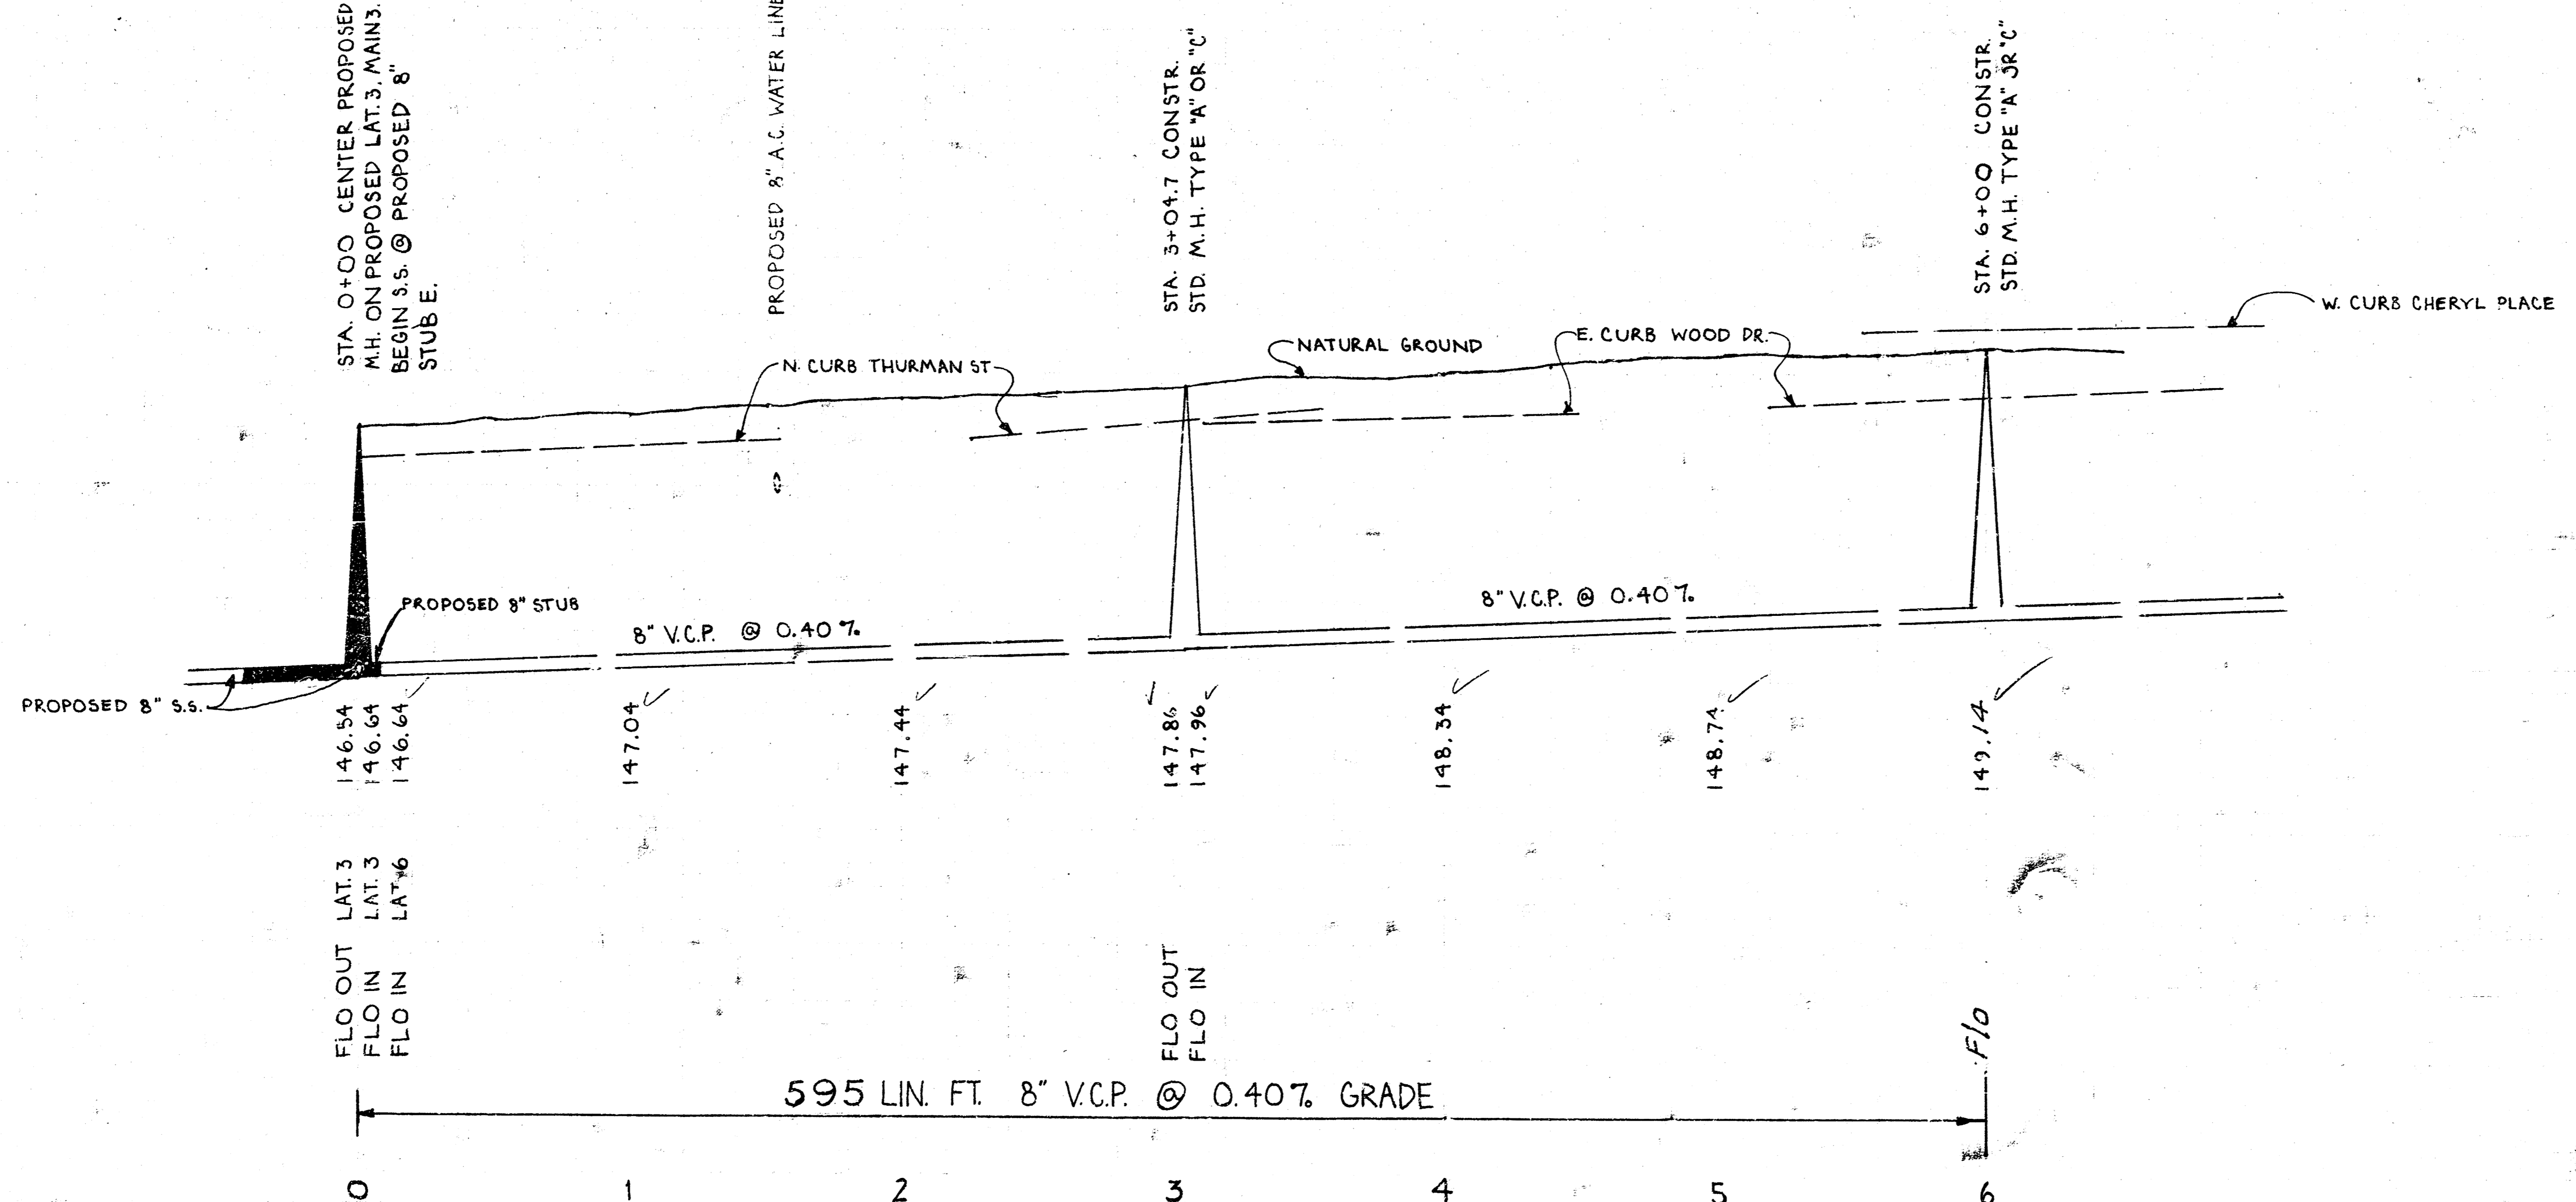 STA. 0+00 CENTER PROPOSED
M.H. ON PROPOSED LAT.3, MAIN3.
BEGIN S.S. @ PROPOSED 8"
STUB E.
PROPOSED 8" A.C. WATER LINE
STA. 3+04.7 CONSTR.
STD. M.H. TYPE "A" OR "C"
STA. 6+00 CONSTR.
STD. M.H. TYPE "A" OR "C"
W. CURB CHERYL PLACE
N. CURB THURMAN ST
NATURAL GROUND
E. CURB WOOD DR.
PROPOSED 8" STUB
8" V.C.P. @ 0.40%
8" V.C.P. @ 0.40%
PROPOSED 8" S.S.
146.54
146.64
146.64
147.04
147.44
147.86
147.96
148.34
148.74
149.14
FLO OUT LAT. 3
FLO IN LAT. 3
FLO IN LAT 6
FLO OUT
FLO IN
Flo
595 LIN. FT. 8" V.C.P. @ 0.40% GRADE
0 1 2 3 4 5 6